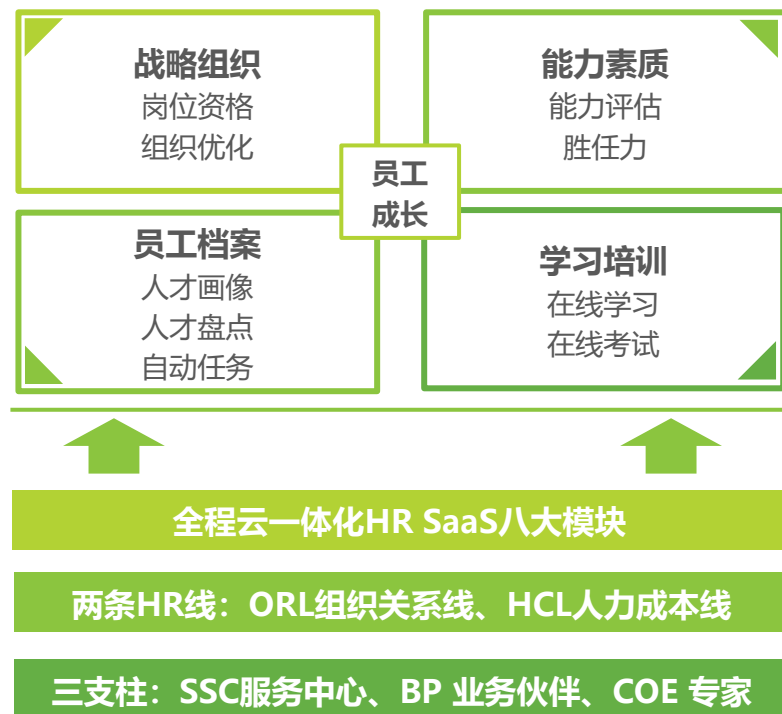 战略组织
岗位资格
组织优化
能力素质
能力评估
胜任力
员工
成长
员工档案
人才画像
人才盘点
自动任务
学习培训
在线学习
在线考试
全程云一体化HR SaaS八大模块
两条HR线：ORL组织关系线、HCL人力成本线
三支柱：SSC服务中心、BP 业务伙伴、COE 专家